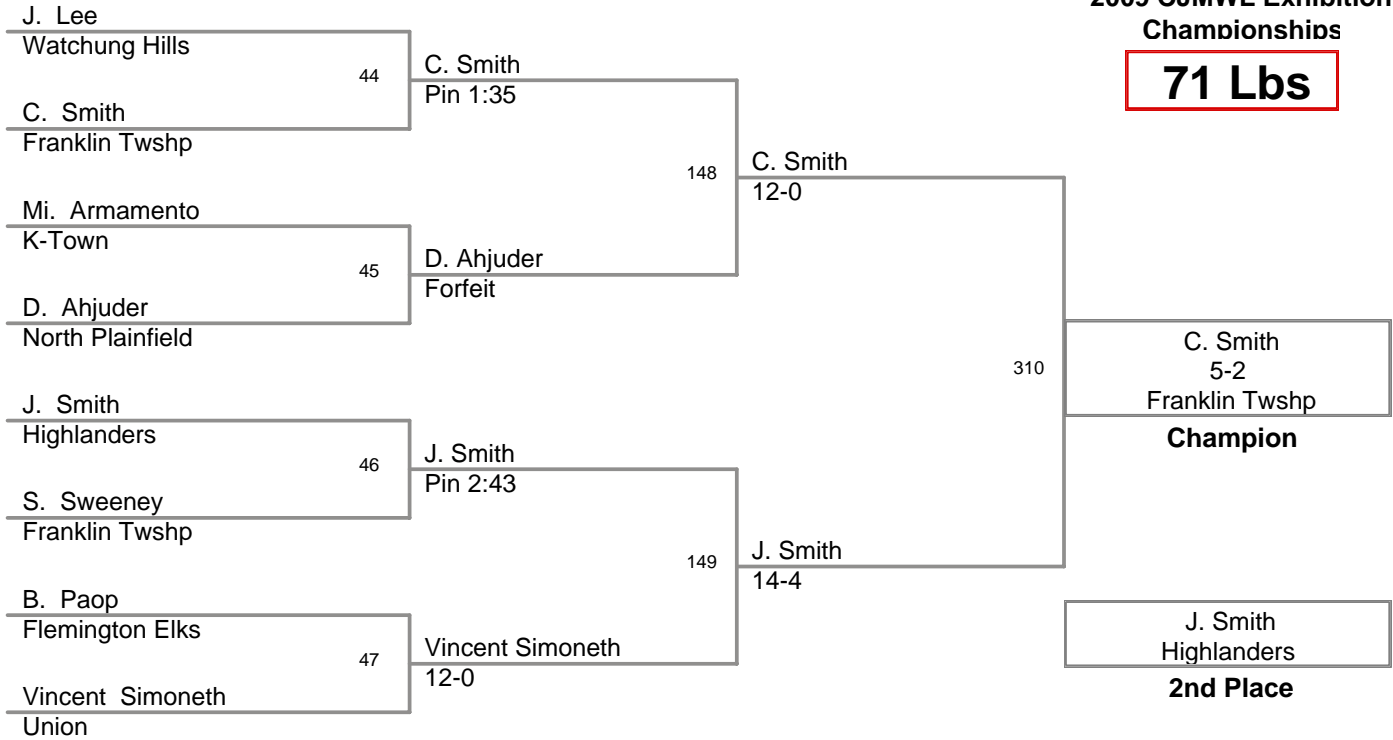 2009 CJMWL Exhibition
Championships
71 Lbs
J. Lee
Watchung Hills
44
C. Smith
Franklin Twshp
C. Smith
Pin 1:35
Mi. Armamento
K-Town
45
D. Ahjuder
North Plainfield
D. Ahjuder
Forfeit
148
C. Smith
12-0
J. Smith
Highlanders
46
S. Sweeney
Franklin Twshp
J. Smith
Pin 2:43
B. Paop
Flemington Elks
47
Vincent Simoneth
Union
Vincent Simoneth
12-0
149
J. Smith
14-4
310
C. Smith
5-2
Franklin Twshp
Champion
J. Smith
Highlanders
2nd Place